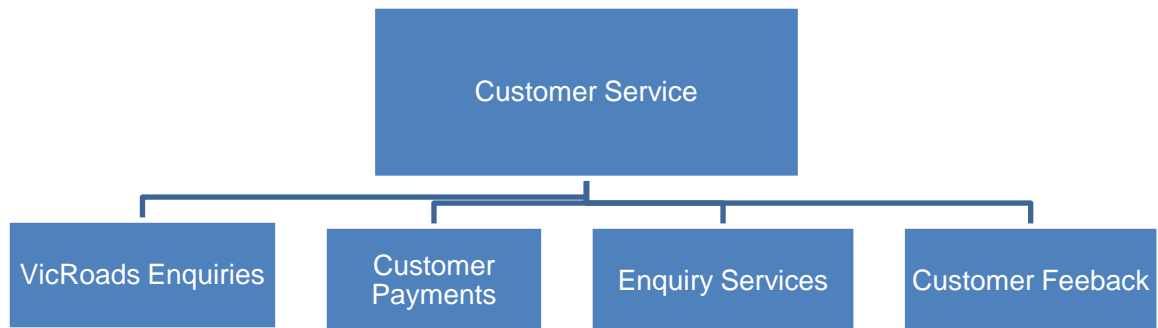 Customer Service
VicRoads Enquiries
Customer
Payments
Enquiry Services
Customer Feeback